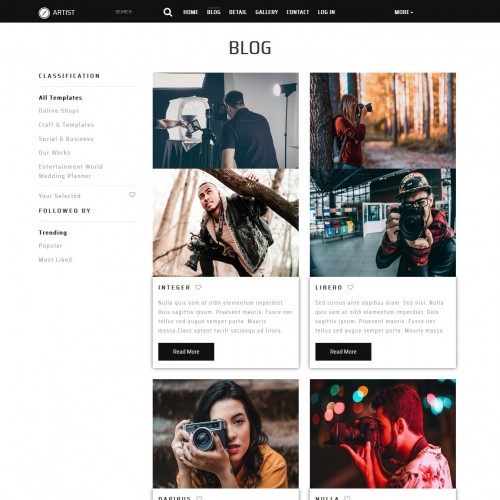 ARTIST
SEARCH
HOME
BLOG
DETAIL
GALLERY
CONTACT
LOG IN
MORE
BLOG
CLASSIFICATION
All Templates
Online Shops
Craft & Templates
Social & Business
Our Works
Entertainment World
Wedding Planner
Your Selected
FOLLOWED BY
Trending
Popular
Most Liked
INTEGER
Nulla quis sem at nibh elementum imperdiet.
Duis sagittis ipsum. Praesent mauris. Fusce nec
tellus sed augue semper porta. Mauris
massa.Class aptent taciti sociosqu ad litora.
Read More
LIBERO
Sed cursus ante dapibus diam. Sed nisi. Nulla
quis sem at nibh elementum imperdiet. Duis
sagittis ipsum. Praesent mauris. Fusce nec
tellus sed augue semper porta. Mauris massa.
Read More
DAPIBUS
NULLA